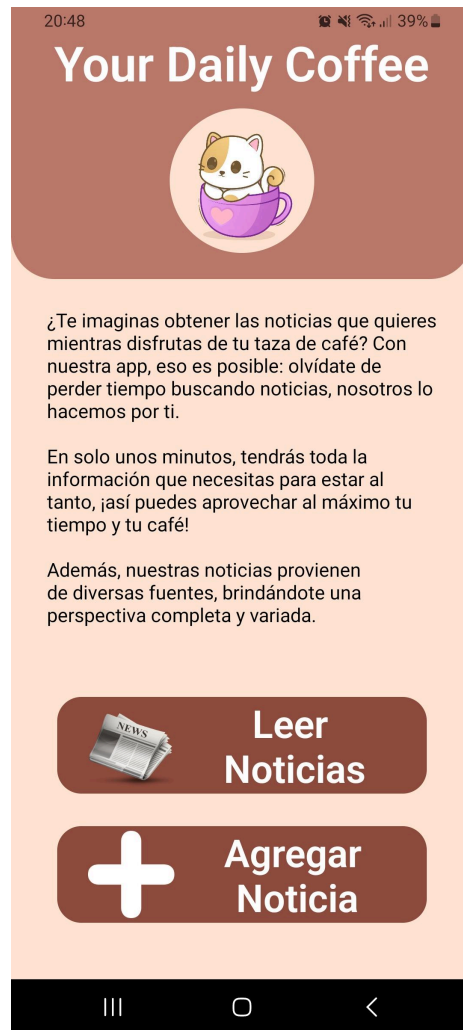 20:48
39%
Your Daily Coffee
¿Te imaginas obtener las noticias que quieres
mientras disfrutas de tu taza de café? Con
nuestra app, eso es posible: olvídate de
perder tiempo buscando noticias, nosotros lo
hacemos por ti.
En solo unos minutos, tendrás toda la
información que necesitas para estar al
tanto, ¡así puedes aprovechar al máximo tu
tiempo y tu café!
Además, nuestras noticias provienen
de diversas fuentes, brindándote una
perspectiva completa y variada.
NEWS
Leer
Noticias
Agregar
Noticia